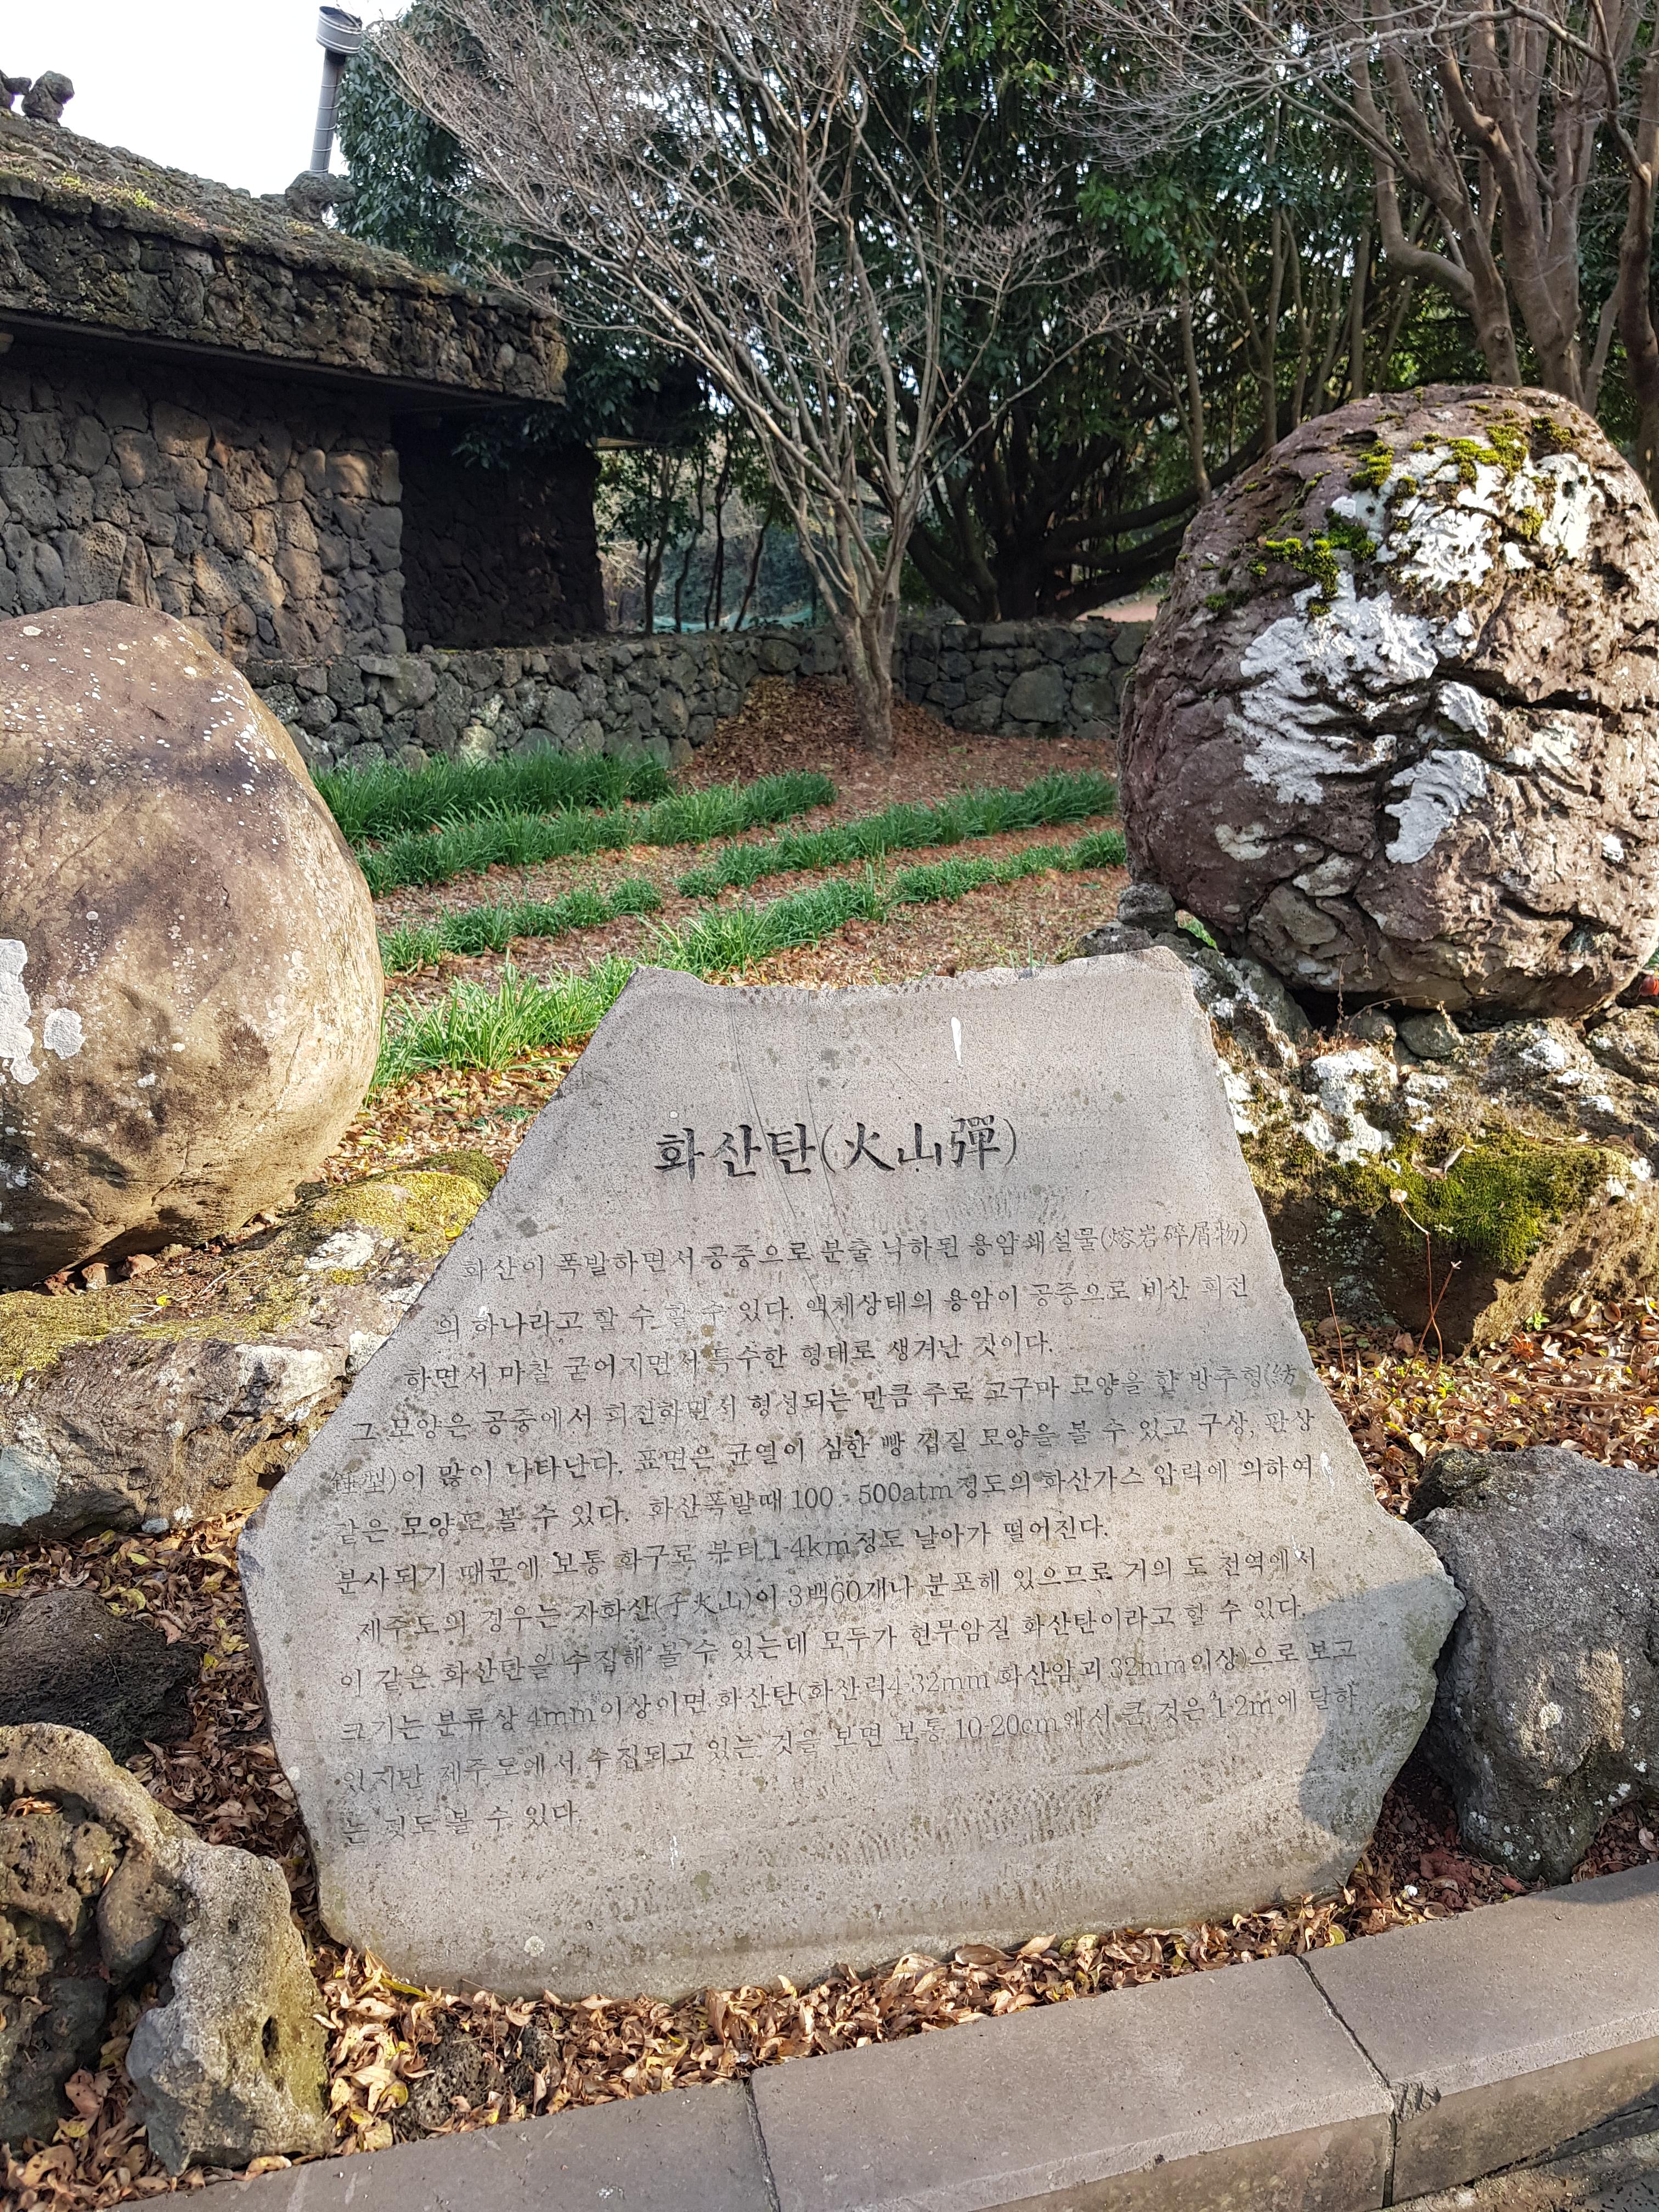 화산탄(火山彈)
화산이 폭발하면서 공중으로 분출 낙하된 용암쇄설물(熔岩碎屑物)
의 하나라고 할 수 할 수 있다. 액체상태의 용암이 공중으로 비산 회전
하면서 마찰 굳어지면서 특수한 형태로 생겨난 것이다.
그 모양은 공중에서 회전하면서 형성되는 만큼 주로 고구마 모양을 한 방추형(紡
錘型)이 많이 나타난다. 표면은 균열이 심한 빵 껍질 모양을 볼 수 있고 구상, 판상
같은 모양도 볼 수 있다. 화산폭발때 100-500atm정도의 화산가스 압력에 의하여
분사되기 때문에 보통 화구로 부터 1-4km정도 날아가 떨어진다.
제주도의 경우는 자화산(子火山)이 3백60개나 분포해 있으므로 거의 도 전역에서
이 같은 화산탄을 수집해 볼 수 있는데 모두가 현무암질 화산탄이라고 할 수 있다.
크기는 분류상 4mm이상이면 화산탄(화산력4-32mm 화산암괴 32mm이상)으로 보고
있지만 제주도에서 수집되고 있는 것을 보면 보통 10-20cm에서 큰 것은 1-2m에 달하
는 것도 볼 수 있다.